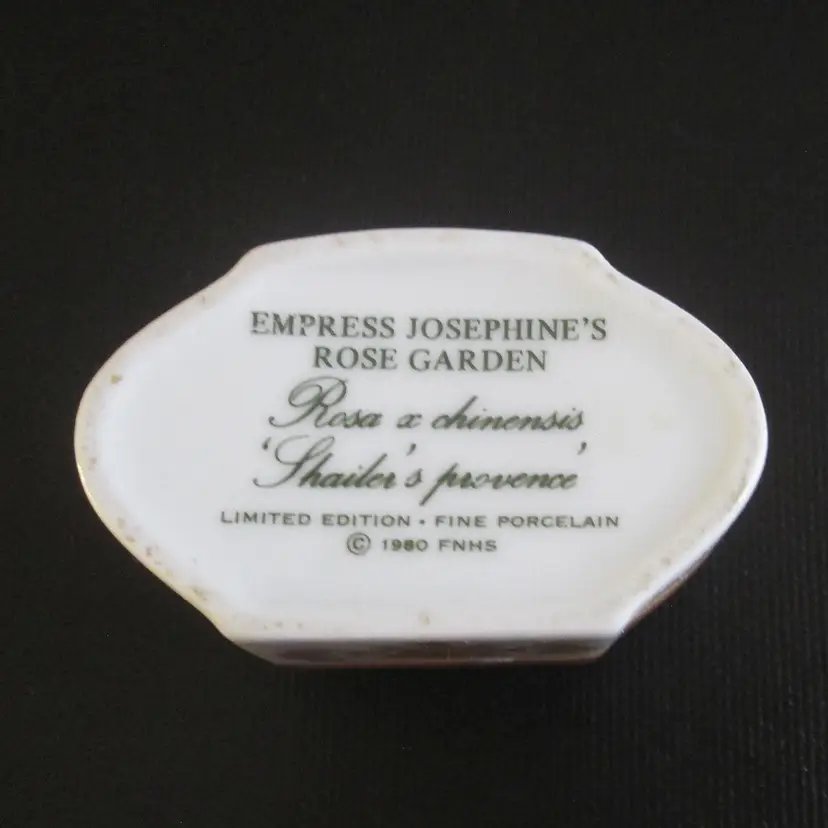 EMPRESS JOSEPHINE'S
ROSE GARDEN
Rosa x chinensis
'Shailer's provence'
LIMITED EDITION • FINE PORCELAIN
© 1980 FNHS